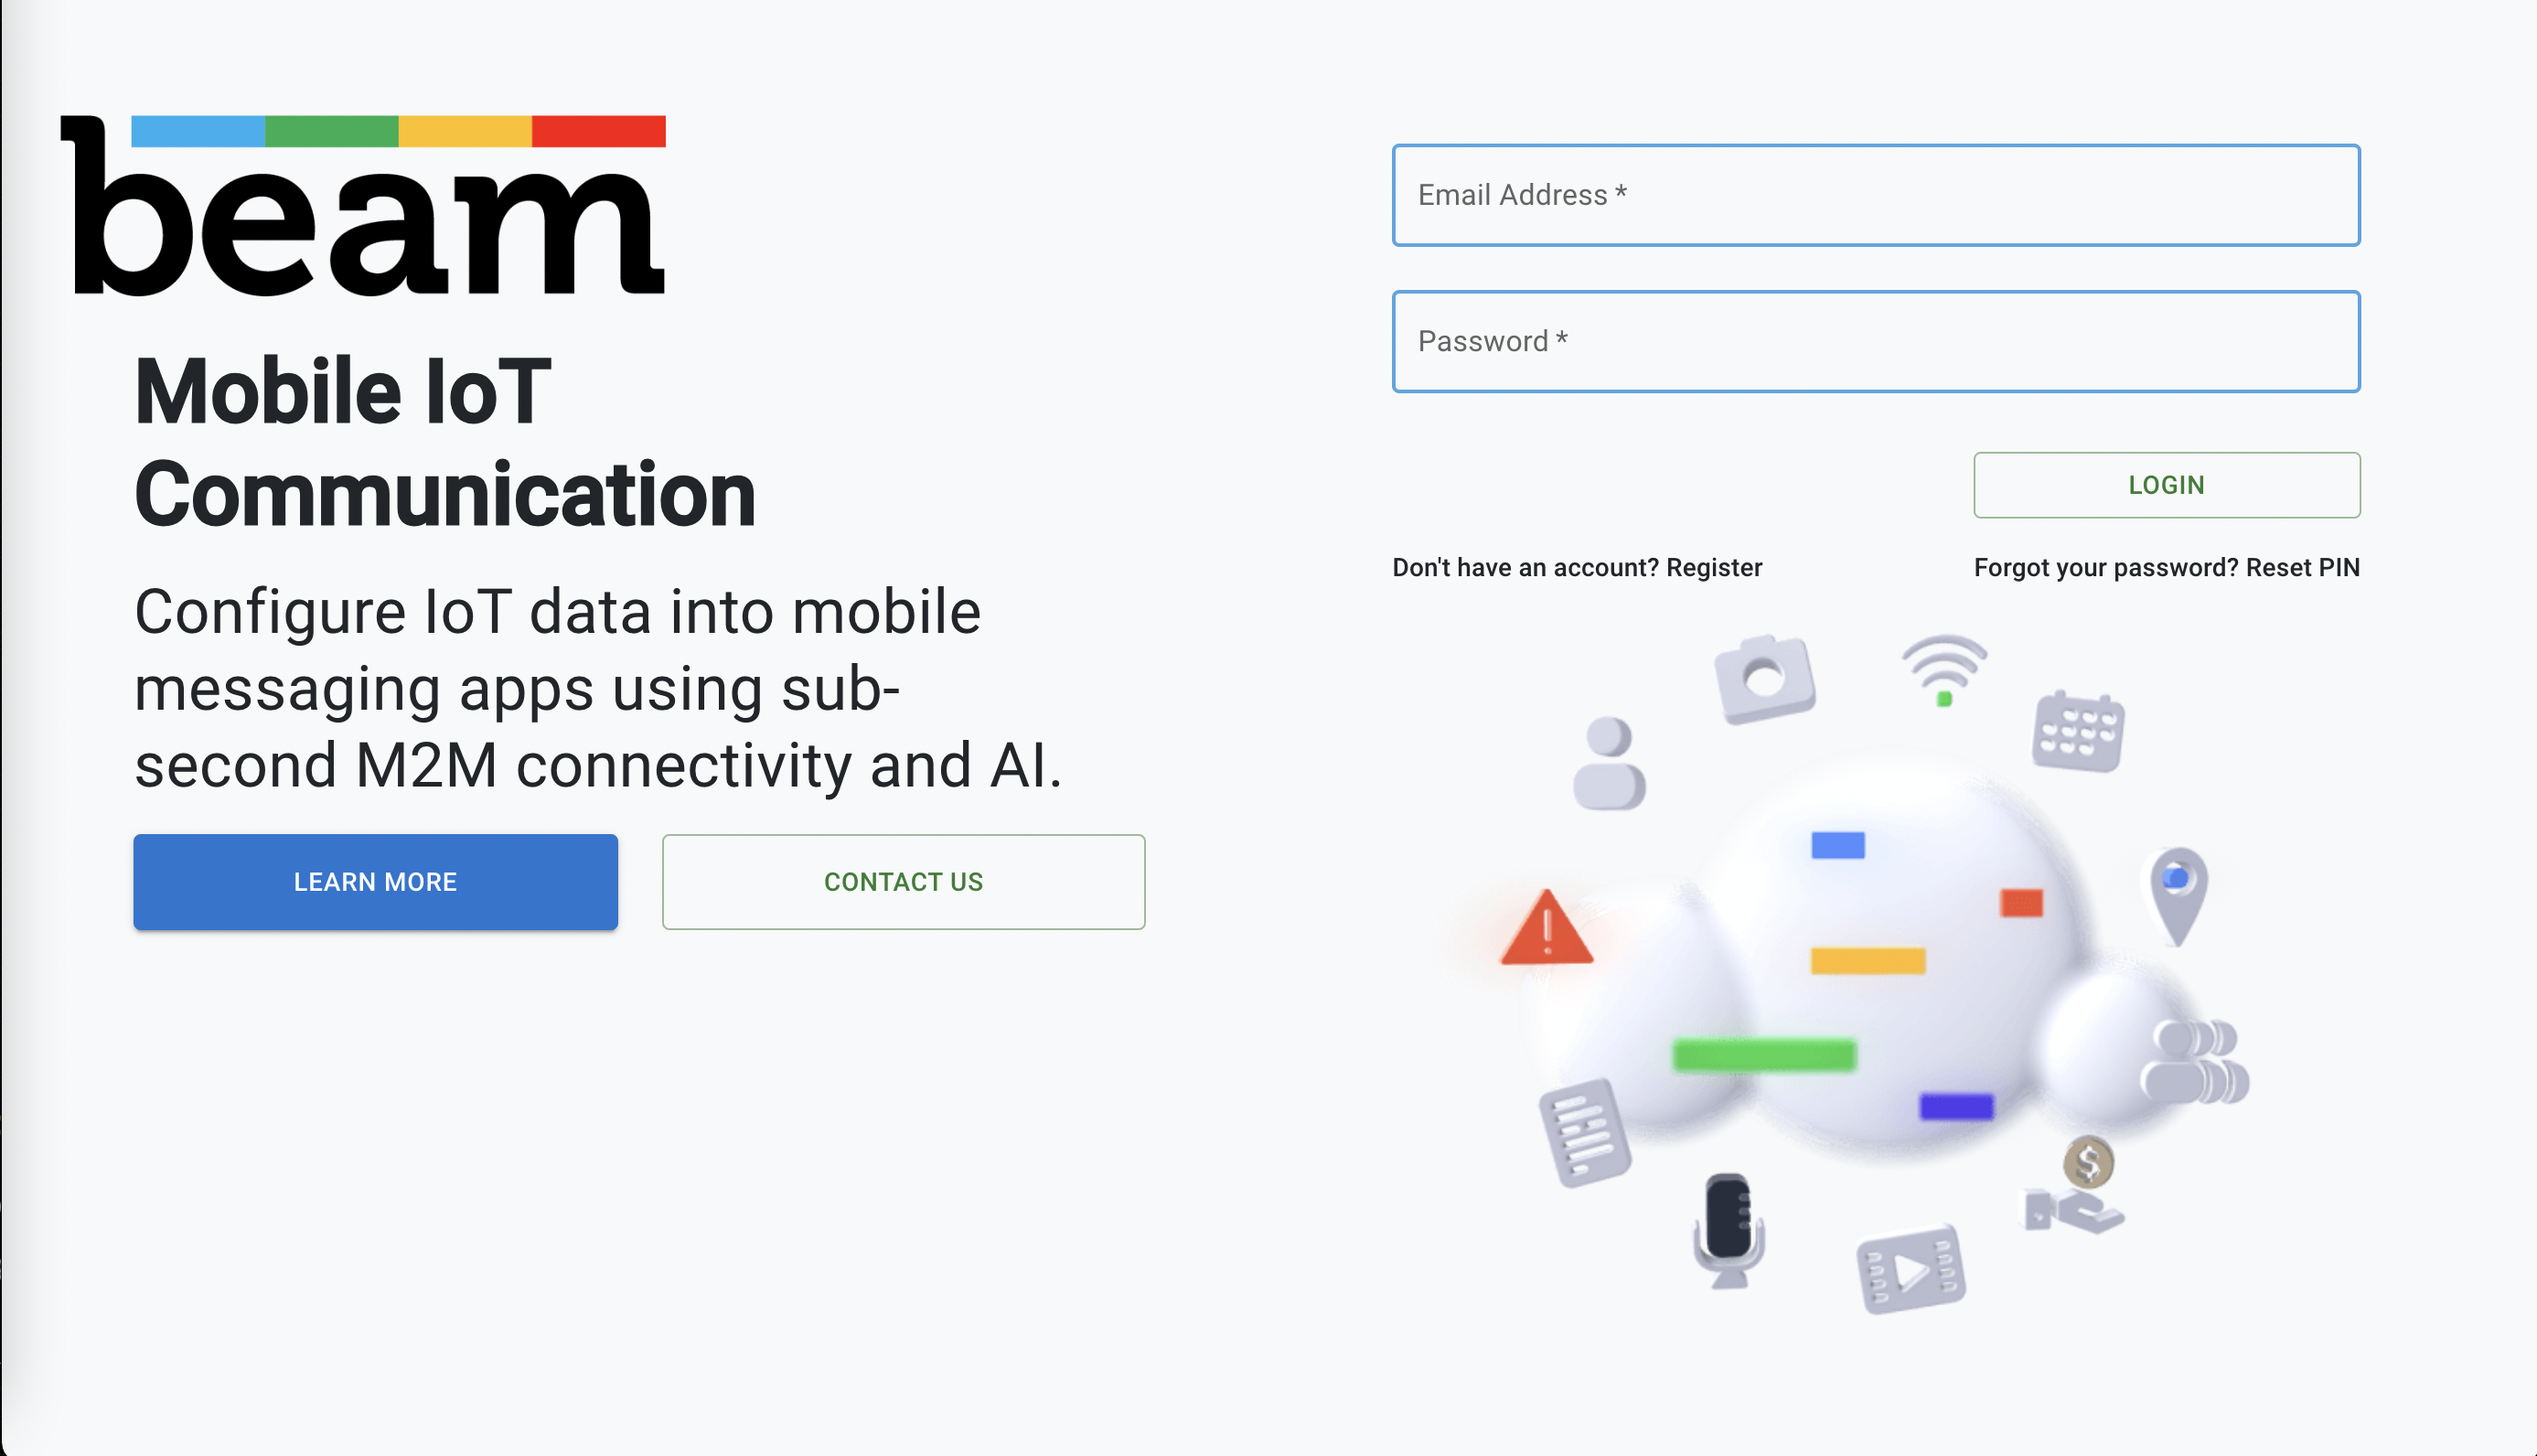 beam
Mobile IoT
Communication
Configure IoT data into mobile
messaging apps using sub-
second M2M connectivity and AI.
LEARN MORE
CONTACT US
Email Address *
Password *
LOGIN
Don't have an account? Register
Forgot your password? Reset PIN
!
$